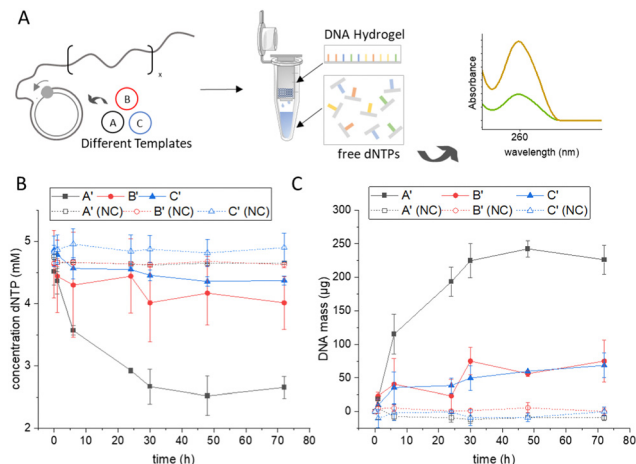 A
x
B
A
C
Different Templates
DNA Hydrogel
free dNTPs
Absorbance
260
wavelength (nm)
B
A' B' C'
A' (NC) B' (NC) C' (NC)
concentration dNTP (mM)
5
4
3
2
0 10 20 30 40 50 60 70 80
time (h)
C
A' B' C'
A' (NC) B' (NC) C' (NC)
DNA mass (µg)
300
250
200
150
100
50
0
0 10 20 30 40 50 60 70 80
time (h)